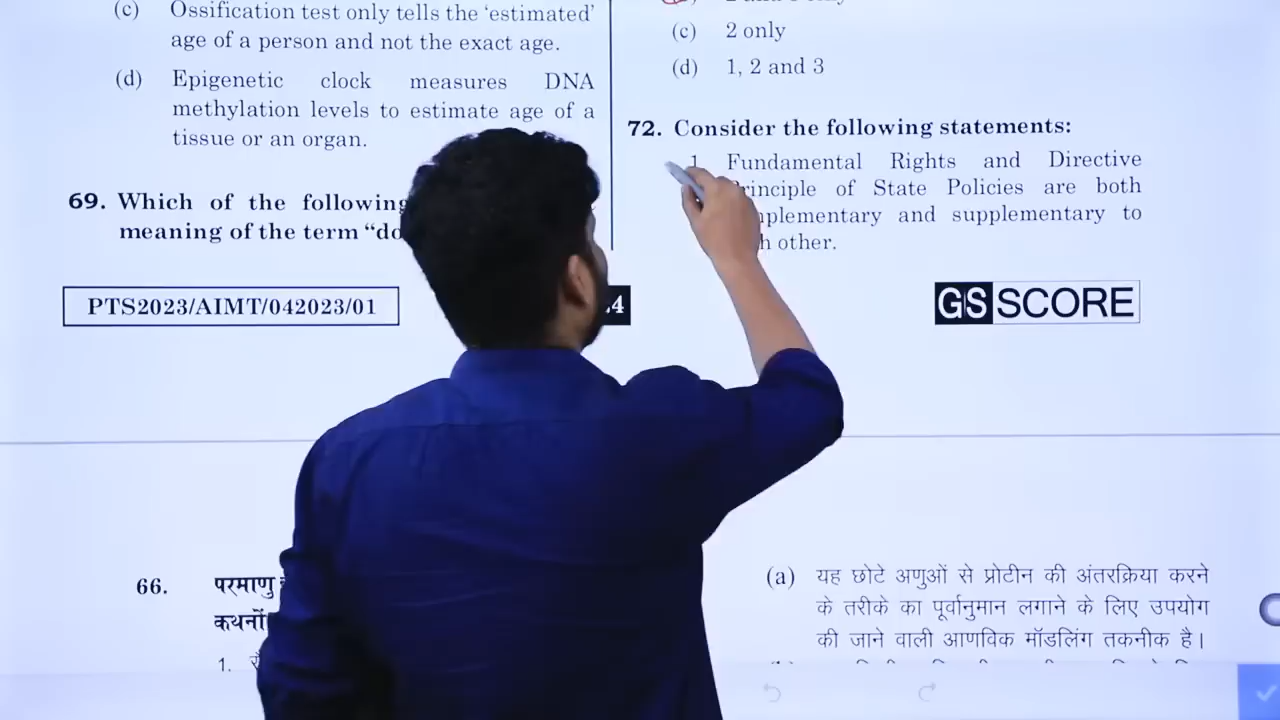 (c) Ossification test only tells the ‘estimated’
age of a person and not the exact age.
(d) Epigenetic clock measures DNA
methylation levels to estimate age of a
tissue or an organ.
69. Which of the following
meaning of the term “do
PTS2023/AIMT/042023/01
(c) 2 only
(d) 1, 2 and 3
72. Consider the following statements:
1. Fundamental Rights and Directive
Principle of State Policies are both
and supplementary to
other.
GS SCORE
66. परमाणु
कथनों
1.
(a) यह छोटे अणुओं से प्रोटीन की अंतरक्रिया करने
के तरीके का पूर्वानुमान लगाने के लिए उपयोग
की जाने वाली आणविक मॉडलिंग तकनीक है।